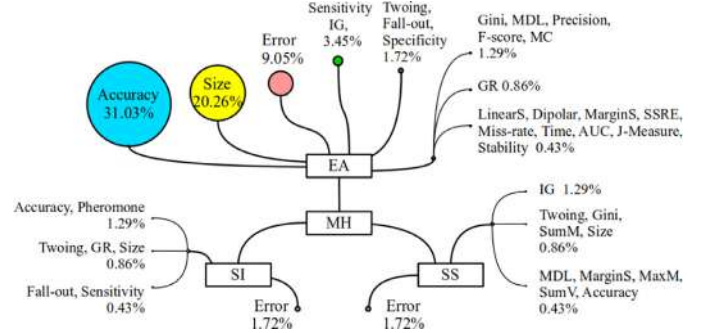 Sensitivity
IG,
3.45%
Twoing,
Fall-out,
Specificity
1.72%
Gini, MDL, Precision,
F-score, MC
1.29%
Error
9.05%
Size
20.26%
Accuracy
31.03%
GR 0.86%
LinearS, Dipolar, MarginS, SSRE,
Miss-rate, Time, AUC, J-Measure,
Stability 0.43%
EA
MH
SI
SS
Accuracy, Pheromone
1.29%
Twoing, GR, Size
0.86%
Fall-out, Sensitivity
0.43%
Error
1.72%
Error
1.72%
IG 1.29%
Twoing, Gini,
SumM, Size
0.86%
MDL, MarginS, MaxM,
SumV, Accuracy
0.43%